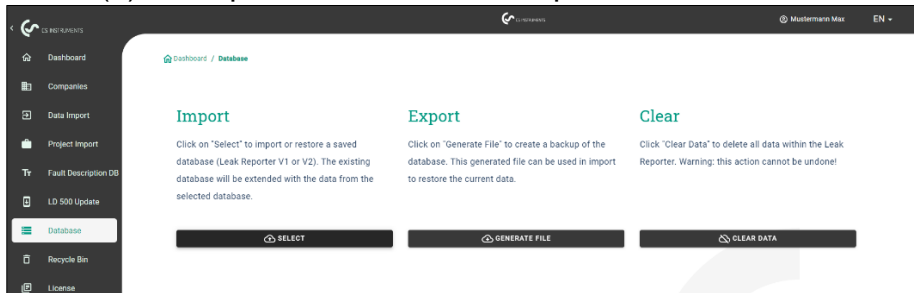 CS INSTRUMENTS
CS INSTRUMENTS
Mustermann Max
EN
Dashboard
Companies
Data Import
Project Import
Fault Description DB
LD 500 Update
Database
Recycle Bin
License
Dashboard / Database
Import
Click on "Select" to import or restore a saved
database (Leak Reporter V1 or V2). The existing
database will be extended with the data from the
selected database.
SELECT
Export
Click on "Generate File" to create a backup of the
database. This generated file can be used in import
to restore the current data.
GENERATE FILE
Clear
Click "Clear Data" to delete all data within the Leak
Reporter. Warning: this action cannot be undone!
CLEAR DATA